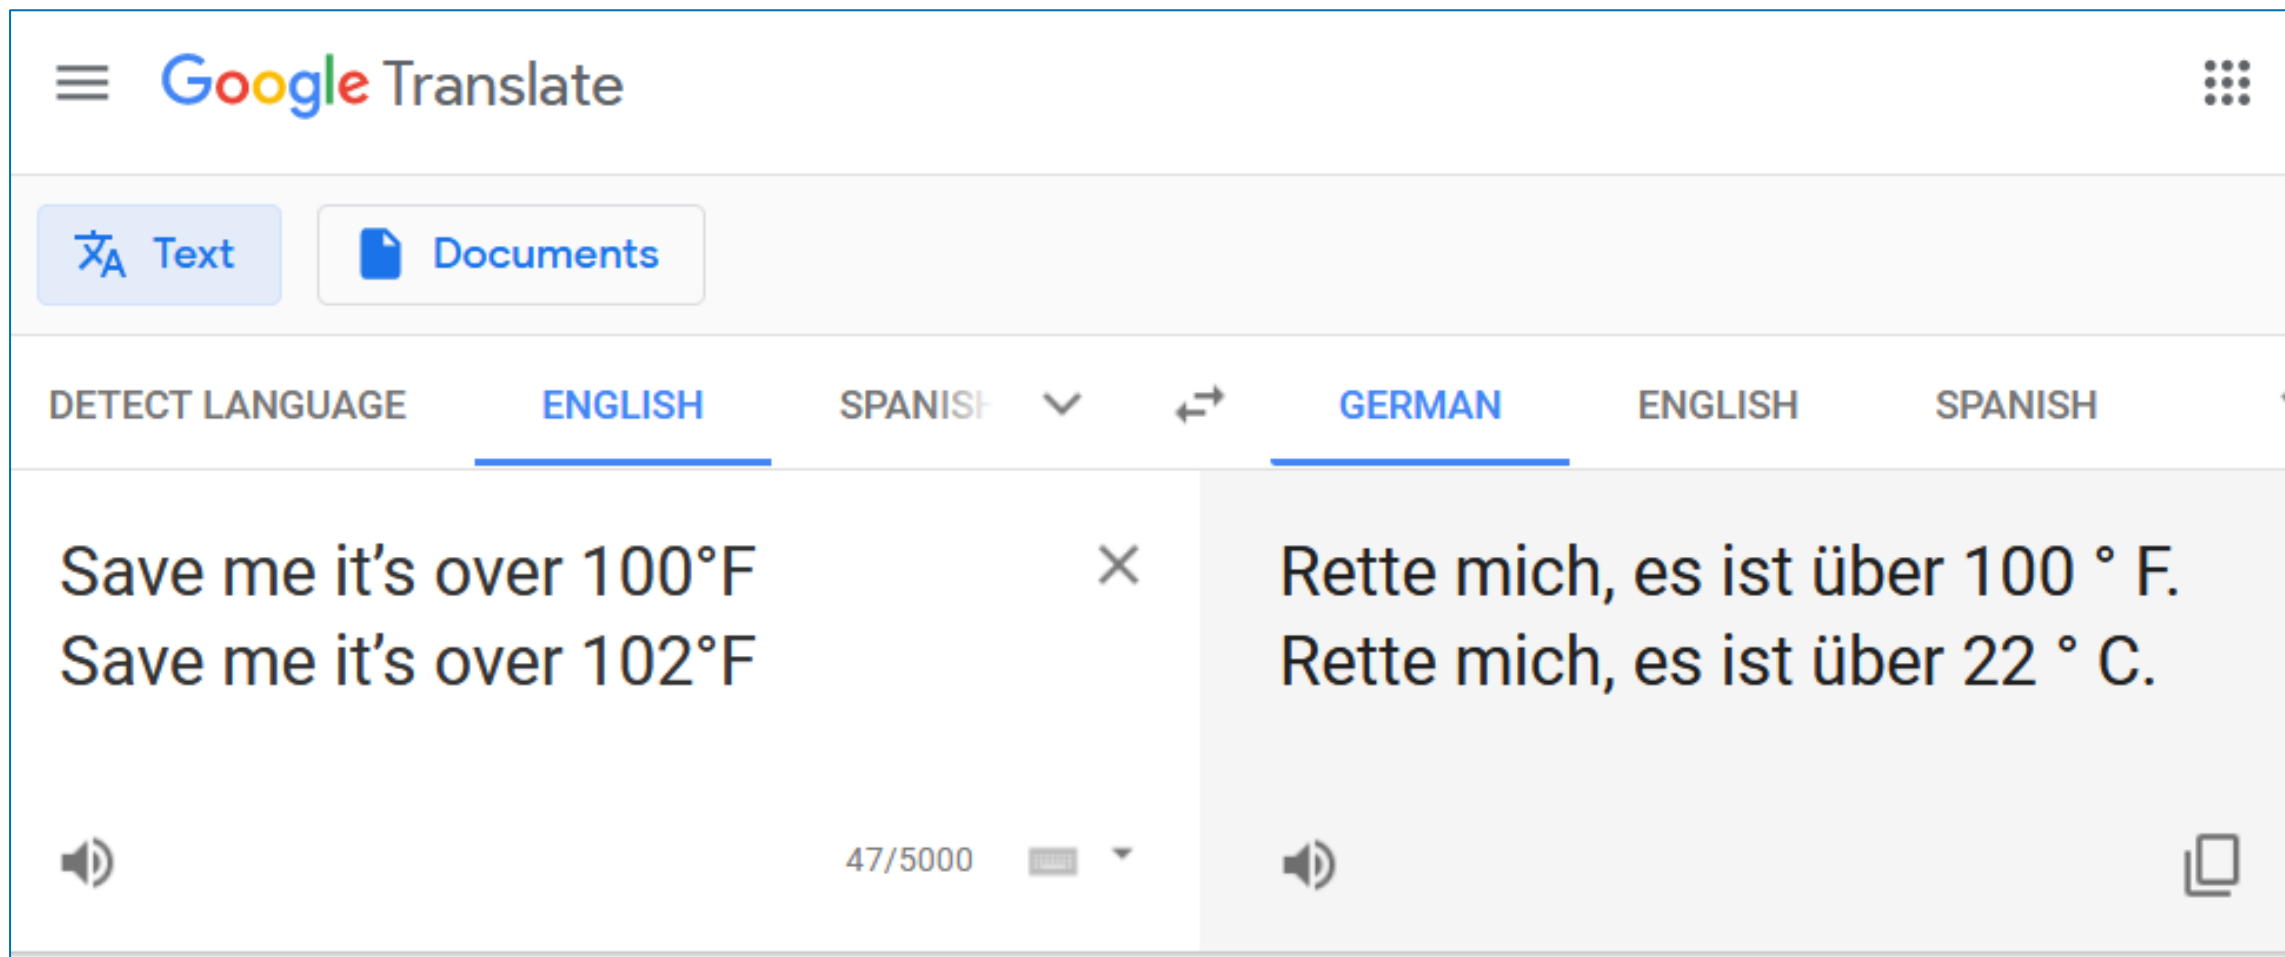 Google Translate
Text Documents
DETECT LANGUAGE ENGLISH SPANISH GERMAN ENGLISH SPANISH
Save me it’s over 100°F
Save me it’s over 102°F
47/5000
Rette mich, es ist über 100 ° F.
Rette mich, es ist über 22 ° C.